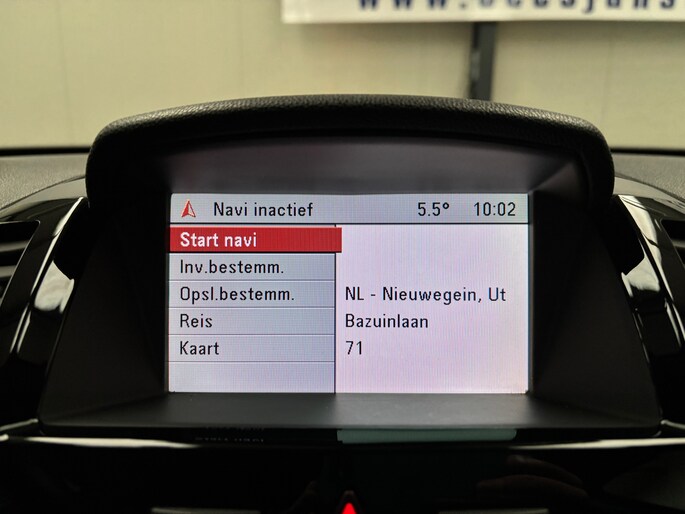 Navi inactief 5.5° 10:02
Start navi
Inv.bestemm.
Opsl.bestemm. NL - Nieuwegein, Ut
Reis Bazuinlaan
Kaart 71